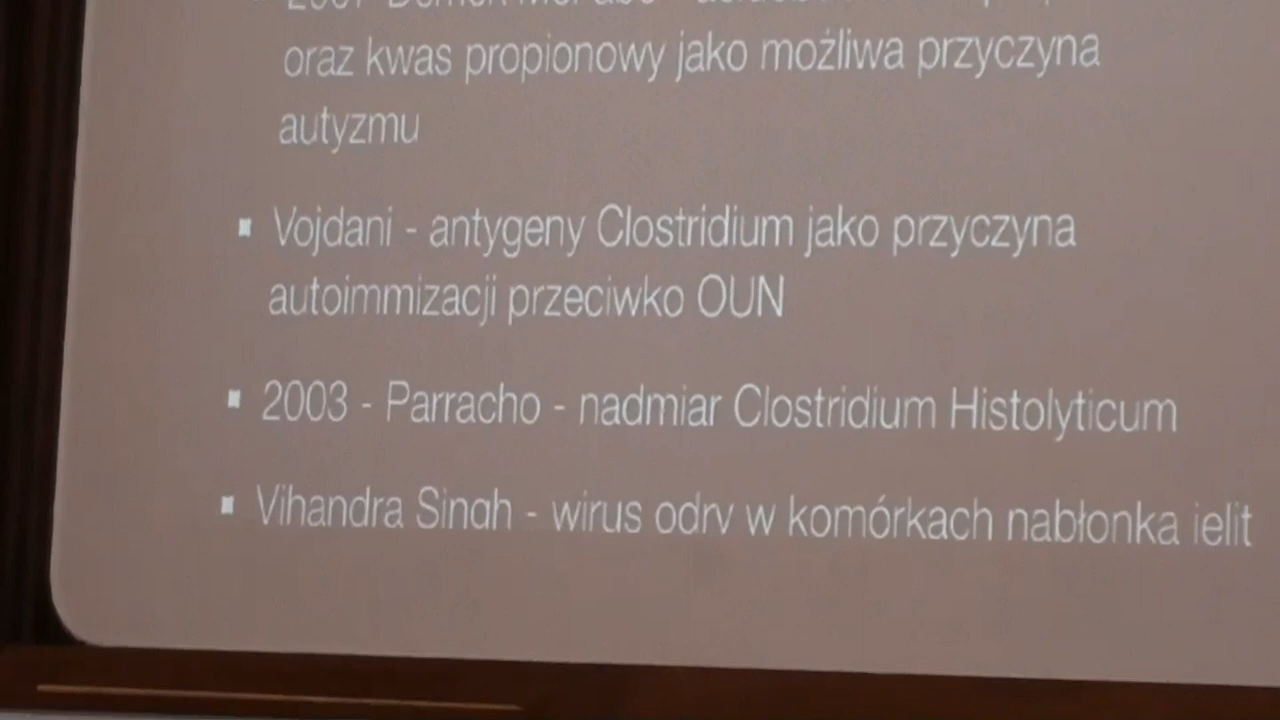 oraz kwas propionowy jako możliwa przyczyna
autyzmu
▪ Vojdani - antygeny Clostridium jako przyczyna
autoimmizacji przeciwko OUN
▪ 2003 - Parracho - nadmiar Clostridium Histolyticum
▪ Vihandra Singh - wirus odry w komórkach nabłonka jelit